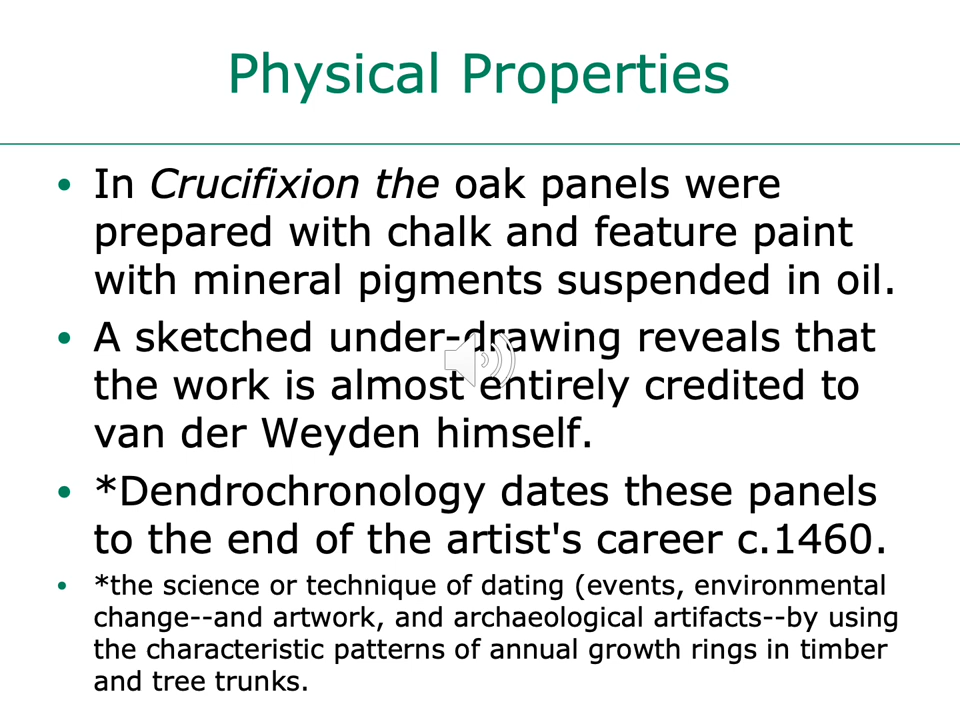 Physical Properties
• In Crucifixion the oak panels were
prepared with chalk and feature paint
with mineral pigments suspended in oil.
• A sketched under-drawing reveals that
the work is almost entirely credited to
van der Weyden himself.
• *Dendrochronology dates these panels
to the end of the artist's career c.1460.
• *the science or technique of dating (events, environmental
change--and artwork, and archaeological artifacts--by using
the characteristic patterns of annual growth rings in timber
and tree trunks.